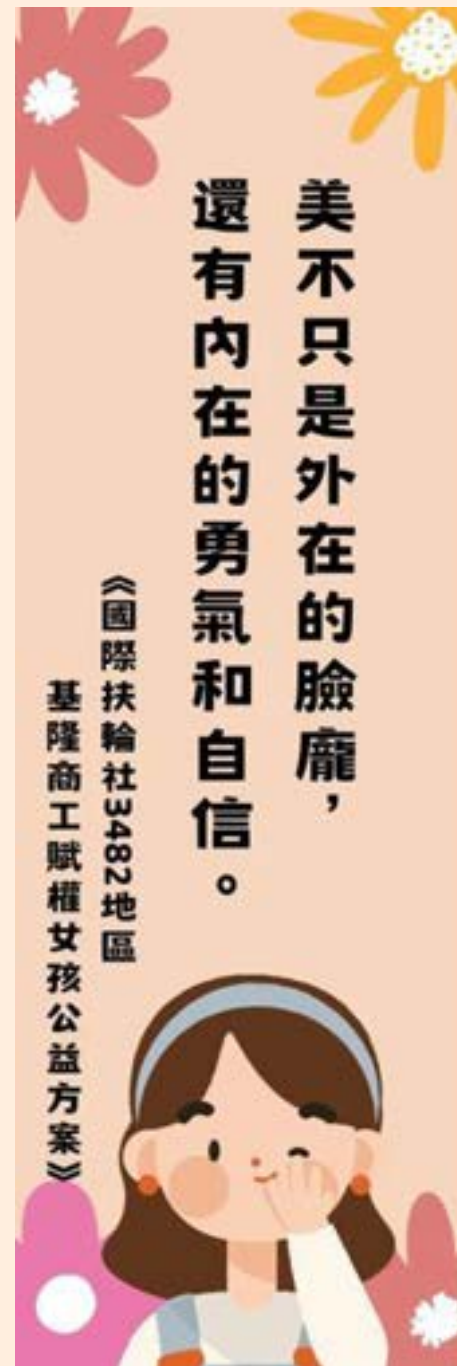 美不只是外在的臉龐，
還有內在的勇氣和自信。
《國際扶輪社3482地區
基隆商工賦權女孩公益方案》